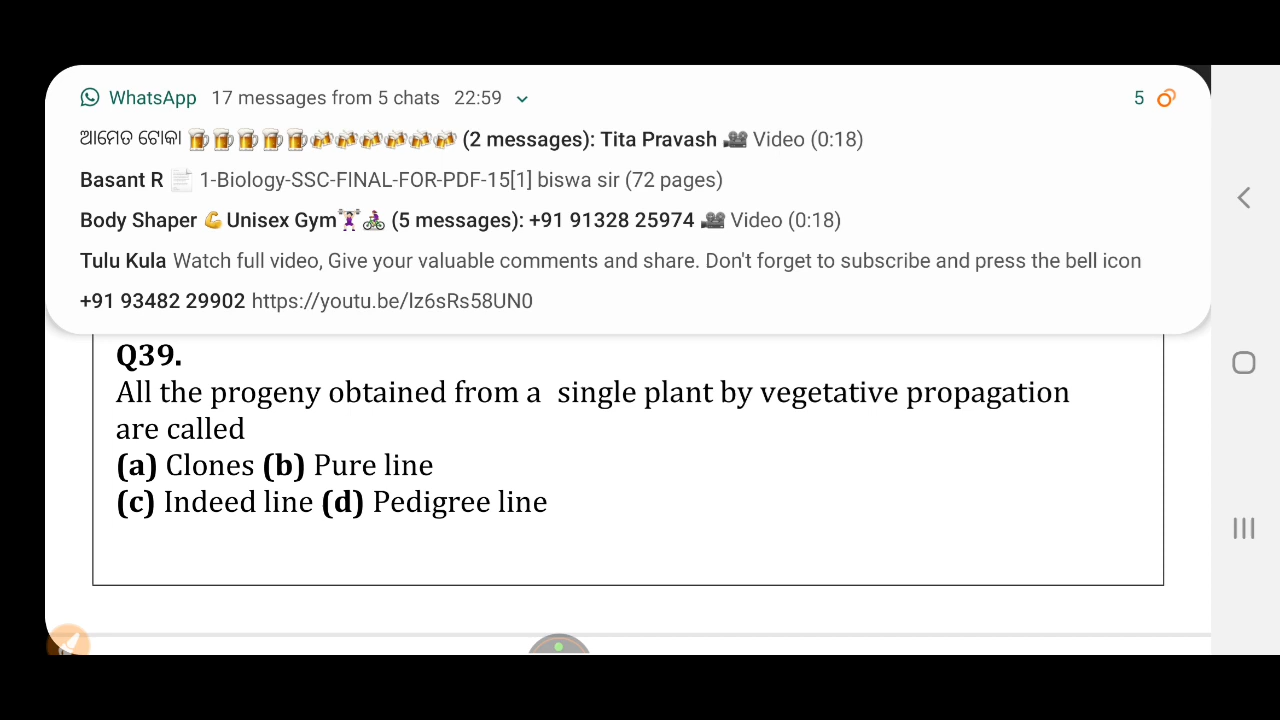 WhatsApp 17 messages from 5 chats 22:59 5
ଆମେତ ଟୋକା 🍺🍺🍺🍺🍺🍻🍻🍻🍻🍻🍻 (2 messages): Tita Pravash 🎥 Video (0:18)
Basant R 📄 1-Biology-SSC-FINAL-FOR-PDF-15[1] biswa sir (72 pages)
Body Shaper 💪Unisex Gym🏋️‍♀️🚴‍♀️ (5 messages): +91 91328 25974 🎥 Video (0:18)
Tulu Kula Watch full video, Give your valuable comments and share. Don't forget to subscribe and press the bell icon
+91 93482 29902 https://youtu.be/lz6sRs58UN0
Q39.
All the progeny obtained from a single plant by vegetative propagation
are called
(a) Clones (b) Pure line
(c) Indeed line (d) Pedigree line